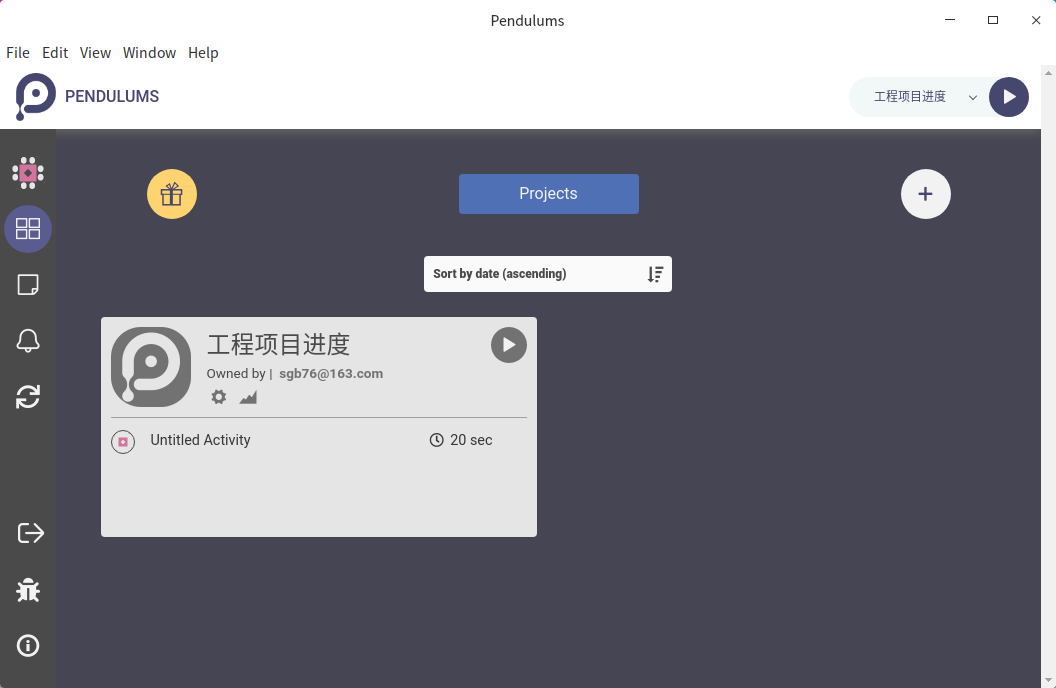 Pendulums
File Edit View Window Help
PENDULUMS
工程项目进度
Projects
Sort by date (ascending)
工程项目进度
Owned by | sgb76@163.com
Untitled Activity 20 sec